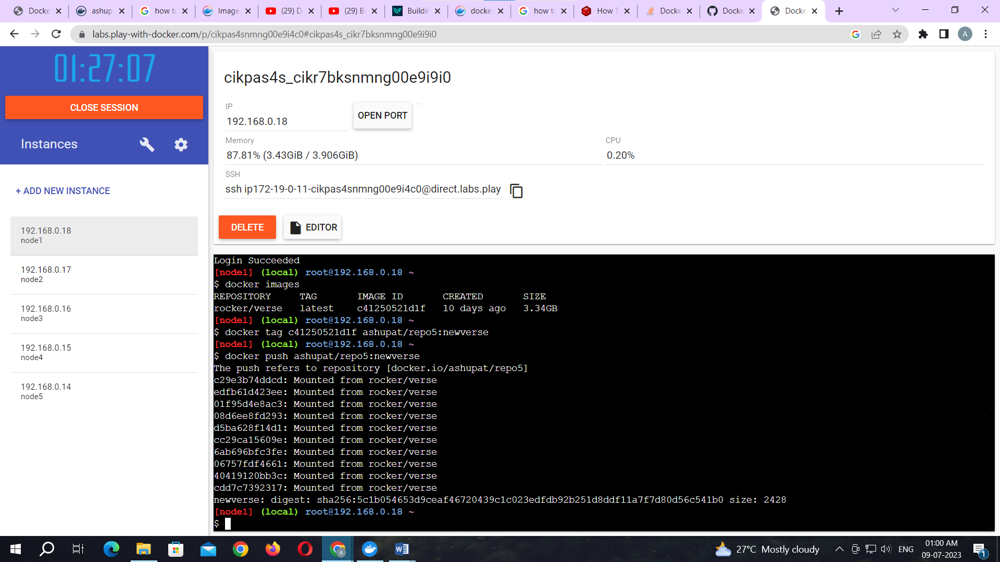 Docke
ashup
how to
Image
(29) D
(29) Bu
Buildin
docke
how to
How T
Docke
Docke
Docke
labs.play-with-docker.com/p/cikpas4snmng00e9i4c0#cikpas4s_cikr7bksnmng00e9i9i0
A
01:27:07
CLOSE SESSION
Instances
+ ADD NEW INSTANCE
192.168.0.18
node1
192.168.0.17
node2
192.168.0.16
node3
192.168.0.15
node4
192.168.0.14
node5
cikpas4s_cikr7bksnmng00e9i9i0
IP
192.168.0.18
OPEN PORT
Memory
87.81% (3.43GiB / 3.906GiB)
CPU
0.20%
SSH
ssh ip172-19-0-11-cikpas4snmng00e9i4c0@direct.labs.play
DELETE
EDITOR
Login Succeeded
[node1] (local) root@192.168.0.18 ~
$ docker images
REPOSITORY TAG IMAGE ID CREATED SIZE
rocker/verse latest c41250521d1f 10 days ago 3.34GB
[node1] (local) root@192.168.0.18 ~
$ docker tag c41250521d1f ashupat/repo5:newverse
[node1] (local) root@192.168.0.18 ~
$ docker push ashupat/repo5:newverse
The push refers to repository [docker.io/ashupat/repo5]
c29e3b74ddcd: Mounted from rocker/verse
edfb61d423ee: Mounted from rocker/verse
01f95d4e8ac3: Mounted from rocker/verse
08d6ee8fd293: Mounted from rocker/verse
d5ba628f14d1: Mounted from rocker/verse
cc29ca15609e: Mounted from rocker/verse
6ab696bfc3fe: Mounted from rocker/verse
06757fdf4661: Mounted from rocker/verse
40419120bb3c: Mounted from rocker/verse
cdd7c7392317: Mounted from rocker/verse
newverse: digest: sha256:5c1b054653d9ceaf46720439c1c023edfdb92b251d8ddf11a7f7d80d56c541b0 size: 2428
[node1] (local) root@192.168.0.18 ~
$
27°C Mostly cloudy
ENG
01:00 AM
09-07-2023
1